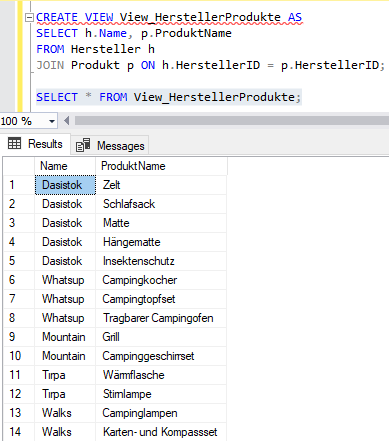 CREATE VIEW View_HerstellerProdukte AS
SELECT h.Name, p.ProduktName
FROM Hersteller h
JOIN Produkt p ON h.HerstellerID = p.HerstellerID;
SELECT * FROM View_HerstellerProdukte;
100 %
Results Messages
Name ProduktName
1 Dasistok Zelt
2 Dasistok Schlafsack
3 Dasistok Matte
4 Dasistok Hängematte
5 Dasistok Insektenschutz
6 Whatsup Campingkocher
7 Whatsup Campingtopfset
8 Whatsup Tragbarer Campingofen
9 Mountain Grill
10 Mountain Campinggeschirrset
11 Tirpa Wärmflasche
12 Tirpa Stirnlampe
13 Walks Campinglampen
14 Walks Karten- und Kompassset